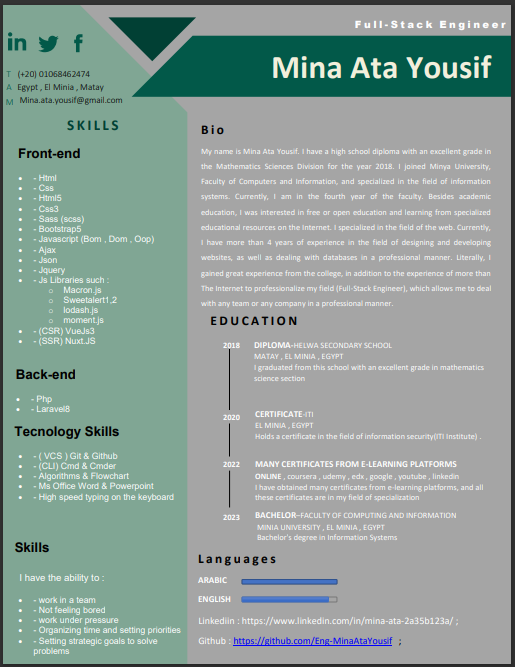 Full-Stack Engineer
in
Mina Ata Yousif
T (+20) 01068462474
A Egypt , El Minia , Matay
M Mina.ata.yousif@gmail.com
SKILLS
Front-end
- Html
- Css
- Html5
- Css3
- Sass (scss)
- Bootstrap5
- Javascript (Bom , Dom , Oop)
- Ajax
- Json
- Jquery
- Js Libraries such :
Macron.js
Sweetalert1,2
lodash.js
moment.js
- (CSR) VueJs3
- (SSR) Nuxt.JS
Back-end
- Php
- Laravel8
Tecnology Skills
- ( VCS ) Git & Github
- (CLI) Cmd & Cmder
- Algorithms & Flowchart
- Ms Office Word & Powerpoint
- High speed typing on the keyboard
Skills
I have the ability to :
- work in a team
- Not feeling bored
- work under pressure
- Organizing time and setting priorities
- Setting strategic goals to solve
problems
Bio
My name is Mina Ata Yousif. I have a high school diploma with an excellent grade in
the Mathematics Sciences Division for the year 2018. I joined Minya University,
Faculty of Computers and Information, and specialized in the field of information
systems. Currently, I am in the fourth year of the faculty. Besides academic
education, I was interested in free or open education and learning from specialized
educational resources on the Internet. I specialized in the field of the web. Currently,
I have more than 4 years of experience in the field of designing and developing
websites, as well as dealing with databases in a professional manner. Literally, I
gained great experience from the college, in addition to the experience of more than
The Internet to professionalize my field (Full-Stack Engineer), which allows me to deal
with any team or any company in a professional manner.
EDUCATION
2018 DIPLOMA-HELWA SECONDARY SCHOOL
MATAY , EL MINIA , EGYPT
I graduated from this school with an excellent grade in mathematics
science section
2020 CERTIFICATE-ITI
EL MINIA , EGYPT
Holds a certificate in the field of information security(ITI Institute) .
2022 MANY CERTIFICATES FROM E-LEARNING PLATFORMS
ONLINE , coursera , udemy , edx , google , youtube , linkedin
I have obtained many certificates from e-learning platforms, and all
these certificates are in my field of specialization
2023 BACHELOR–FACULTY OF COMPUTING AND INFORMATION
MINIA UNIVERSITY , EL MINIA , EGYPT
Bachelor's degree in Information Systems
Languages
ARABIC
ENGLISH
Linkediin : https://www.linkedin.com/in/mina-ata-2a35b123a/ ;
Github : https://github.com/Eng-MinaAtaYousif ;